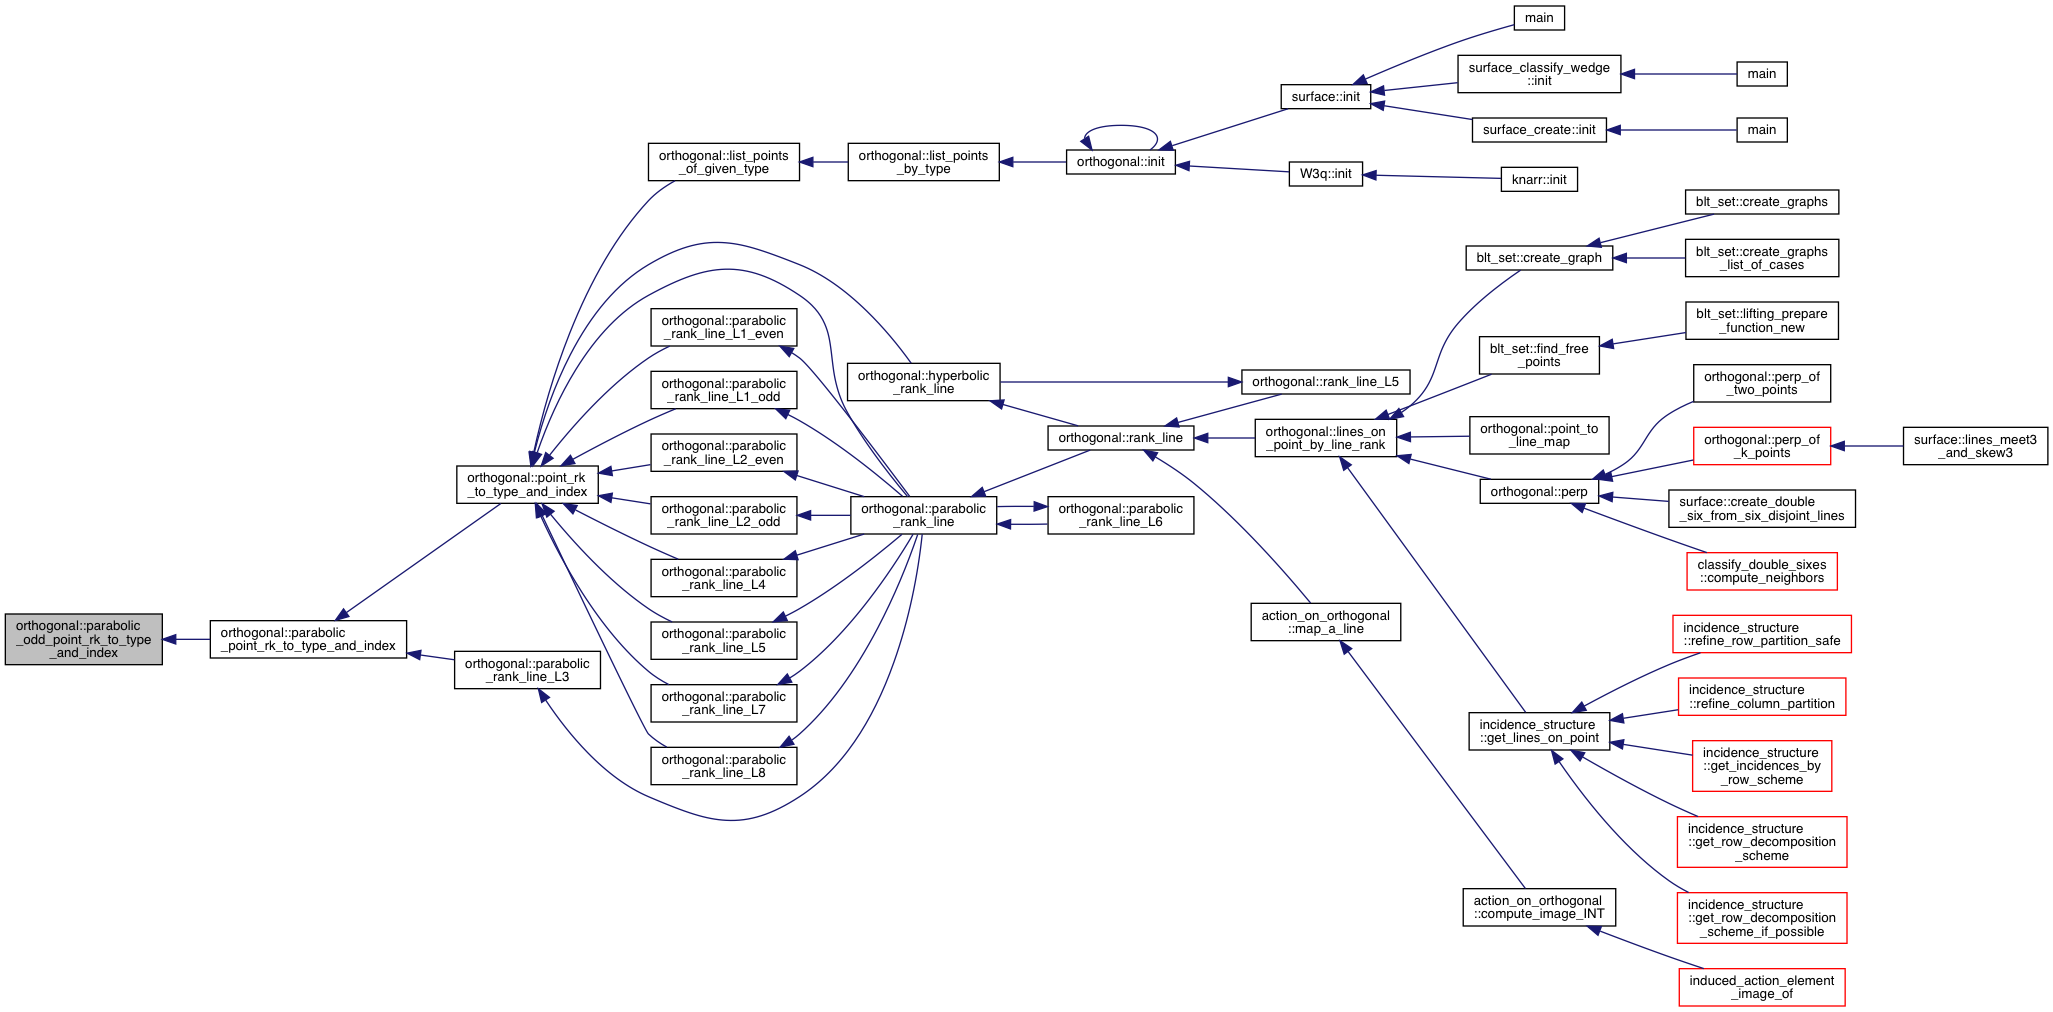 main
surface_classify_wedge
::init
main
surface::init
surface_create::init
main
orthogonal::list_points
_of_given_type
orthogonal::list_points
_by_type
orthogonal::init
W3q::init
knarr::init
blt_set::create_graphs
blt_set::create_graph
blt_set::create_graphs
_list_of_cases
orthogonal::parabolic
_rank_line_L1_even
blt_set::lifting_prepare
_function_new
blt_set::find_free
_points
orthogonal::hyperbolic
_rank_line
orthogonal::rank_line_L5
orthogonal::parabolic
_rank_line_L1_odd
orthogonal::perp_of
_two_points
orthogonal::rank_line
orthogonal::lines_on
_point_by_line_rank
orthogonal::point_to
_line_map
orthogonal::parabolic
_rank_line_L2_even
orthogonal::perp_of
_k_points
surface::lines_meet3
_and_skew3
orthogonal::point_rk
_to_type_and_index
orthogonal::perp
orthogonal::parabolic
_rank_line_L2_odd
orthogonal::parabolic
_rank_line
orthogonal::parabolic
_rank_line_L6
surface::create_double
_six_from_six_disjoint_lines
orthogonal::parabolic
_rank_line_L4
classify_double_sixes
::compute_neighbors
orthogonal::parabolic
_odd_point_rk_to_type
_and_index
orthogonal::parabolic
_point_rk_to_type_and_index
orthogonal::parabolic
_rank_line_L3
orthogonal::parabolic
_rank_line_L5
action_on_orthogonal
::map_a_line
incidence_structure
::refine_row_partition_safe
orthogonal::parabolic
_rank_line_L7
incidence_structure
::refine_column_partition
incidence_structure
::get_lines_on_point
orthogonal::parabolic
_rank_line_L8
incidence_structure
::get_incidences_by
_row_scheme
incidence_structure
::get_row_decomposition
_scheme
action_on_orthogonal
::compute_image_INT
incidence_structure
::get_row_decomposition
_scheme_if_possible
induced_action_element
_image_of